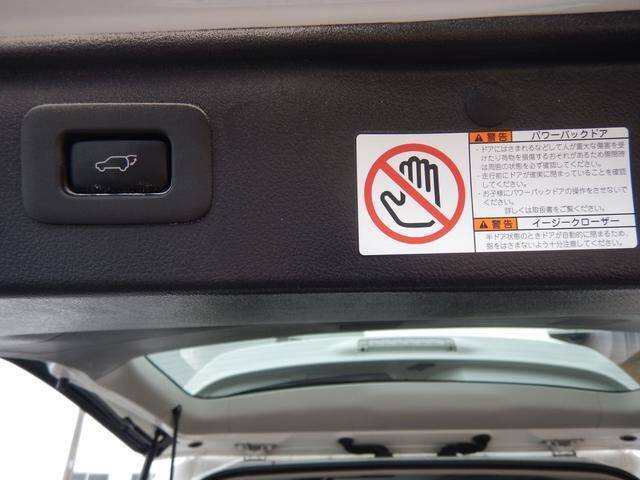 警告 パワーバックドア
・ドアにはさまれるなどして人が重大な傷害を受
けたり荷物を損傷するおそれがあるため開閉時
は周囲の状態を必ず確認してください。
・走行前にドアが確実に閉まっていることを確認
してください。
・お子様にパワーバックドアの操作をさせないで
ください。
詳しくは取扱書をご覧ください。
警告 イージークローザー
半ドア状態のときドアが自動的に閉まるため、
指をはさまないよう十分注意してください。